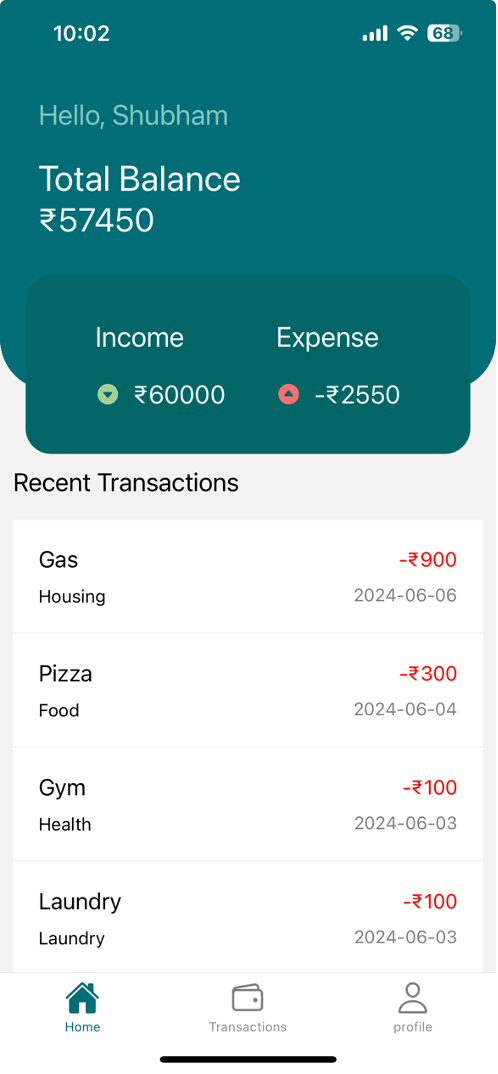 10:02
68
Hello, Shubham
Total Balance
₹57450
Income Expense
₹60000 -₹2550
Recent Transactions
Gas -₹900
Housing 2024-06-06
Pizza -₹300
Food 2024-06-04
Gym -₹100
Health 2024-06-03
Laundry -₹100
Laundry 2024-06-03
Home Transactions profile